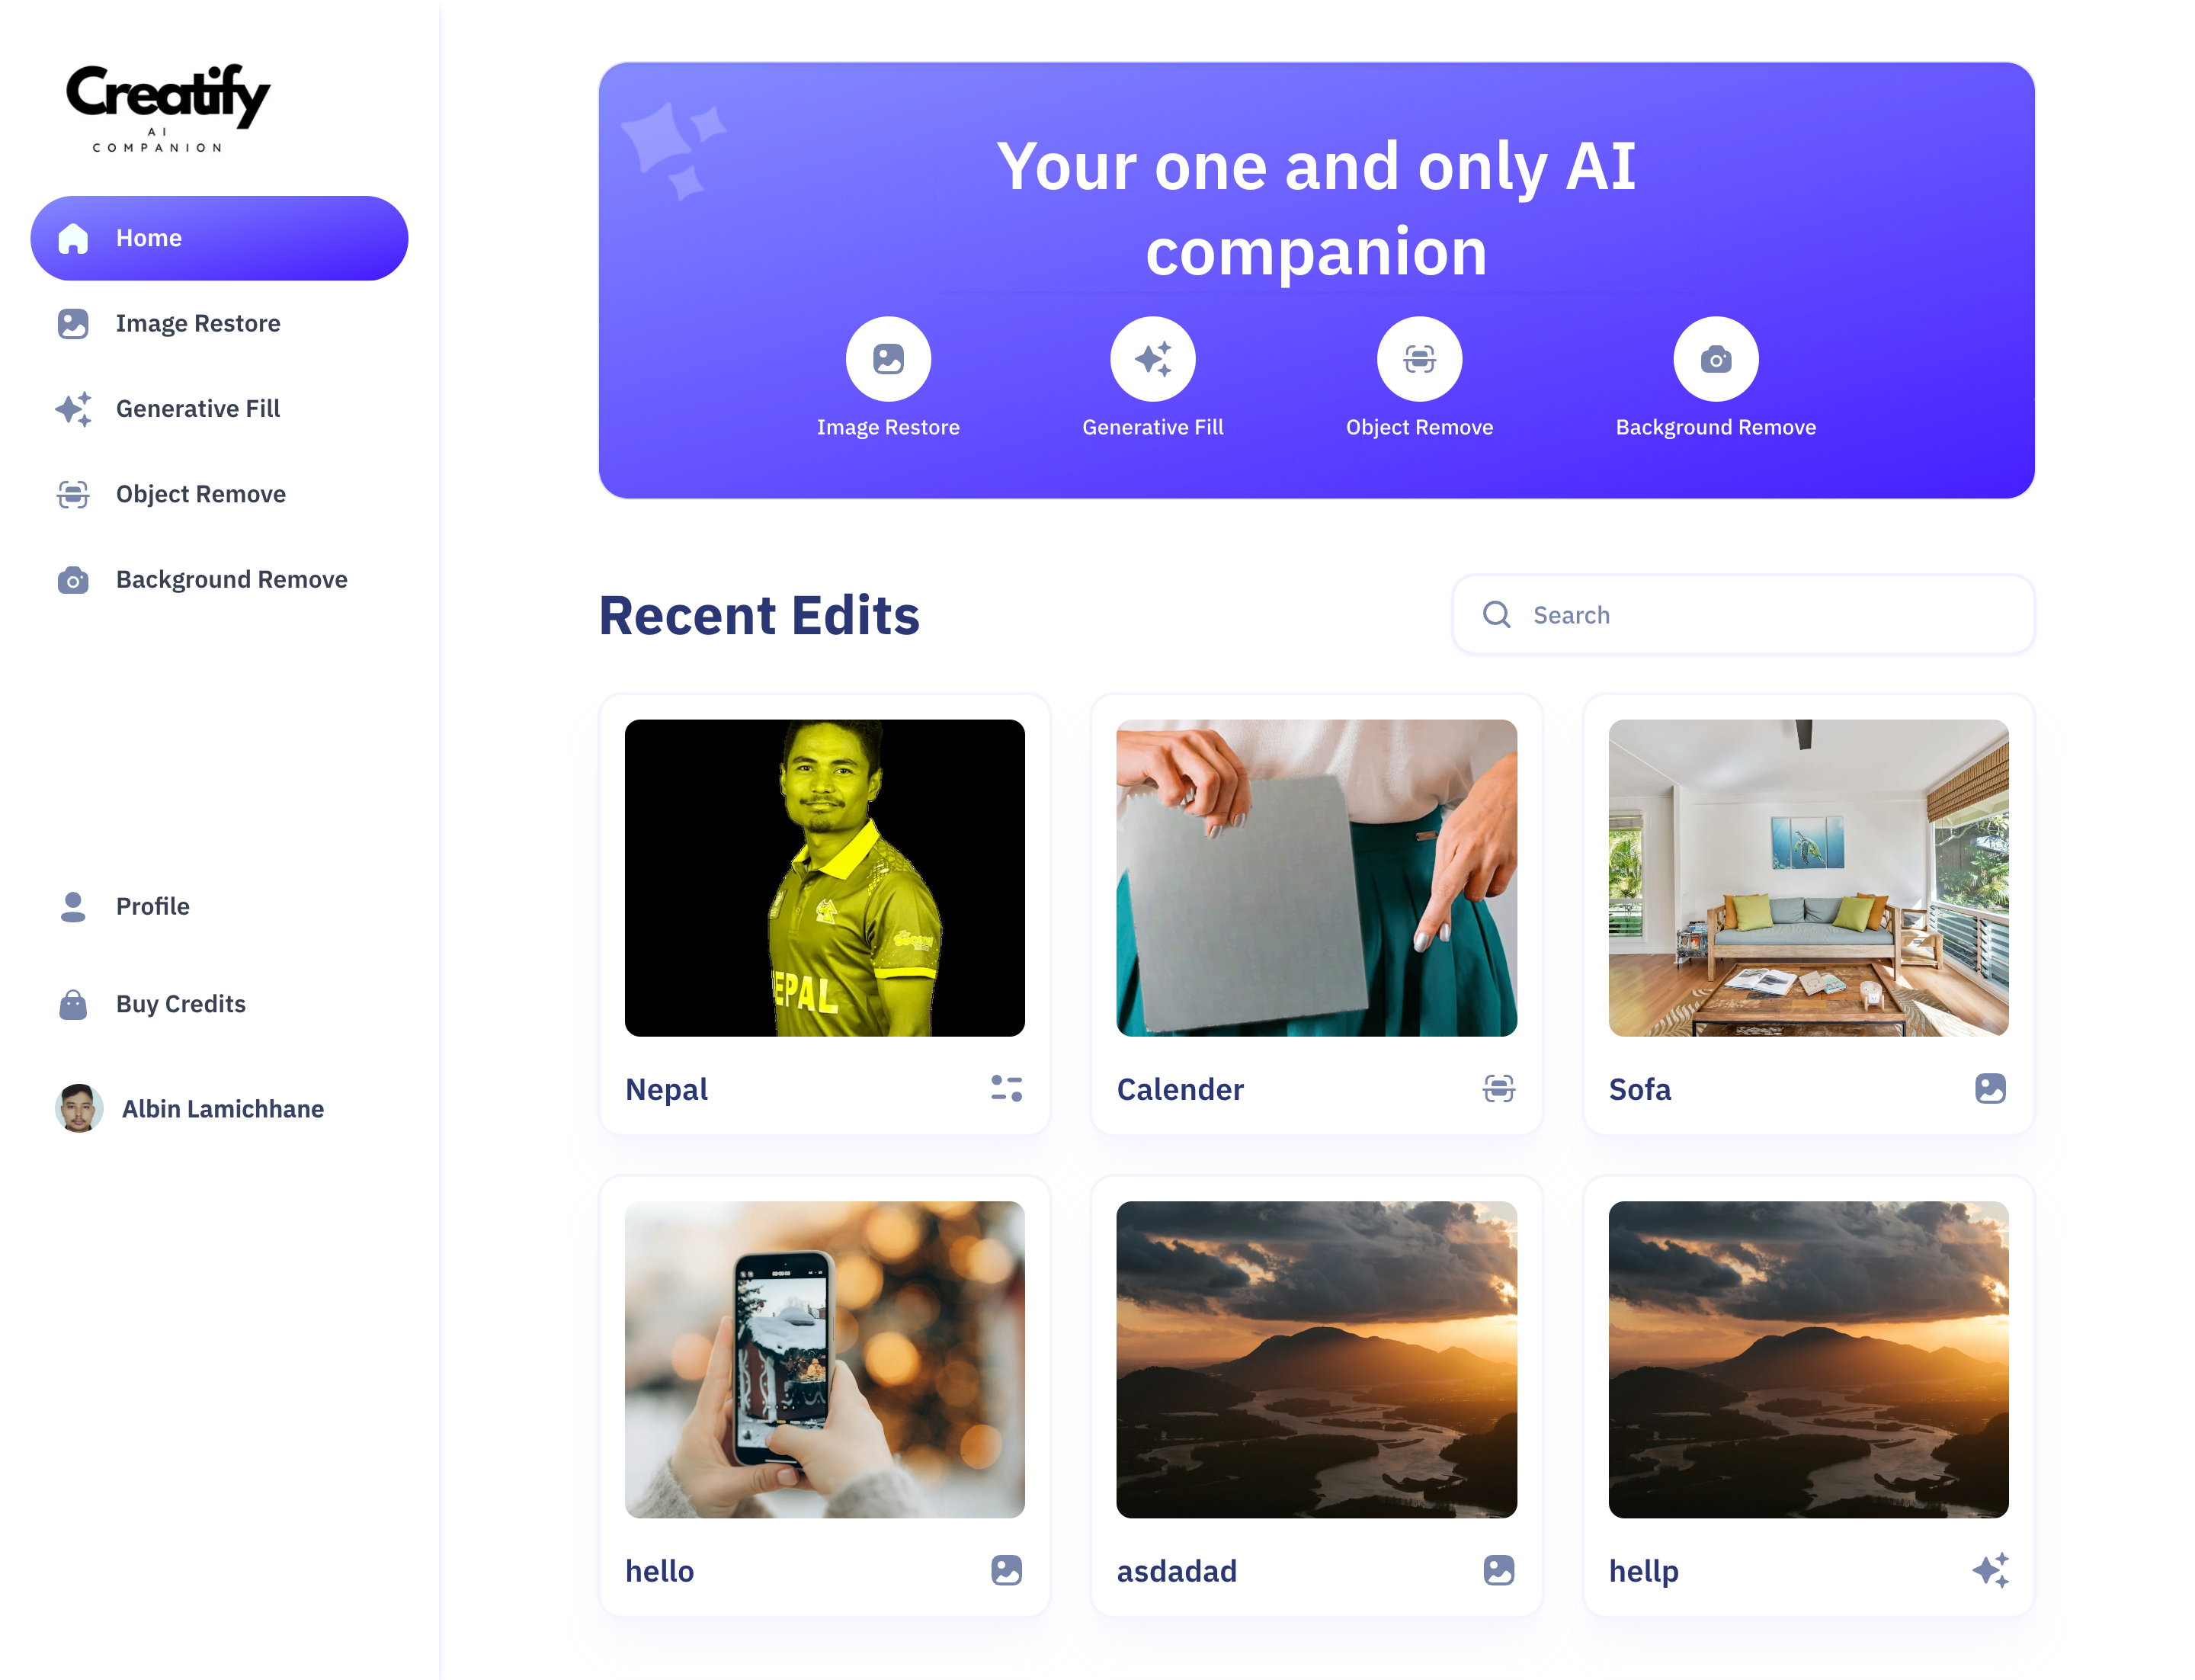 Creatify
AI
COMPANION
Home
Image Restore
Generative Fill
Object Remove
Background Remove
Profile
Buy Credits
Albin Lamichhane
Your one and only AI
companion
Image Restore
Generative Fill
Object Remove
Background Remove
Recent Edits
Search
EPAL
Nepal
Calender
Sofa
hello
asdadad
hellp